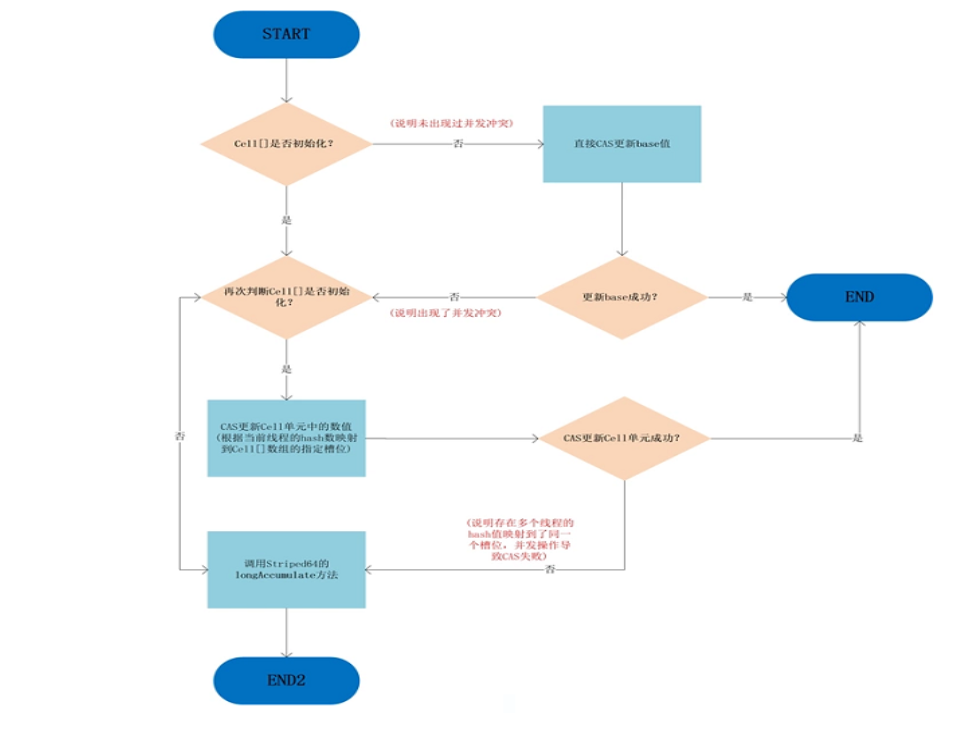 START
(说明未出现过并发冲突)
Cell[]是否初始化?
否
直接CAS更新base值
是
再次判断Cell[]是否初始
化?
否
(说明出现了并发冲突)
更新base成功?
是
END
是
CAS更新Cell单元中的数值
(根据当前线程的hash数映射
到Cell[]数组的指定槽位)
CAS更新Cell单元成功?
是
否
(说明存在多个线程的
hash值映射到了同一
个槽位，并发操作导
致CAS失败)
否
调用Striped64的
longAccumulate方法
END2